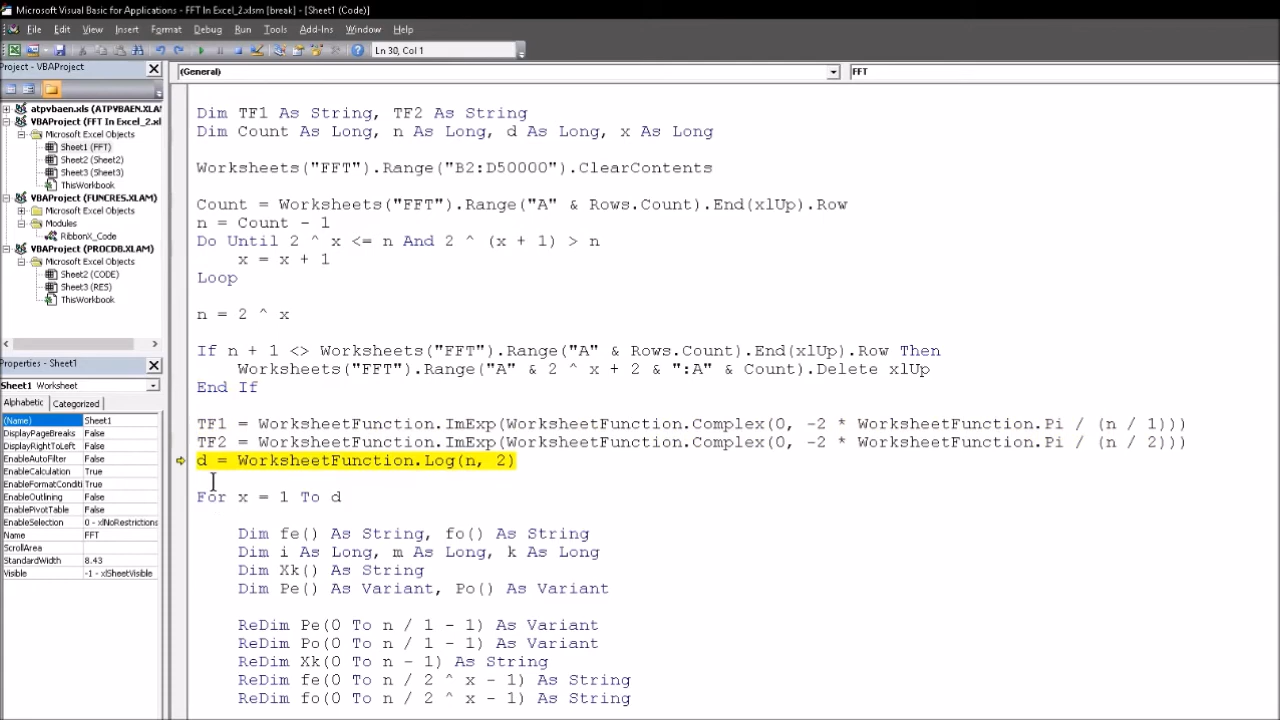 Microsoft Visual Basic for Applications - FFT In Excel_2.xlsm [break] - [Sheet1 (Code)]
File Edit View Insert Format Debug Run Tools Add-Ins Window Help
Ln 30, Col 1
Project - VBAProject
(General) FFT
atpvbaen.xls (ATPVBAEN.XLAM
VBAProject (FFT In Excel_2.xl
Microsoft Excel Objects
Sheet1 (FFT)
Sheet2 (Sheet2)
Sheet3 (Sheet3)
ThisWorkbook
VBAProject (FUNCRES.XLAM)
Microsoft Excel Objects
Modules
RibbonX_Code
VBAProject (PROCDB.XLAM)
Microsoft Excel Objects
Sheet2 (CODE)
Sheet3 (RES)
ThisWorkbook
Properties - Sheet1
Sheet1 Worksheet
Alphabetic Categorized
(Name) Sheet1
DisplayPageBreaks False
DisplayRightToLeft False
EnableAutoFilter False
EnableCalculation True
EnableFormatConditi True
EnableOutlining False
EnablePivotTable False
EnableSelection 0 - xlNoRestrictions
Name FFT
ScrollArea
StandardWidth 8.43
Visible -1 - xlSheetVisible
Dim TF1 As String, TF2 As String
Dim Count As Long, n As Long, d As Long, x As Long
Worksheets("FFT").Range("B2:D50000").ClearContents
Count = Worksheets("FFT").Range("A" & Rows.Count).End(xlUp).Row
n = Count - 1
Do Until 2 ^ x <= n And 2 ^ (x + 1) > n
x = x + 1
Loop
n = 2 ^ x
If n + 1 <> Worksheets("FFT").Range("A" & Rows.Count).End(xlUp).Row Then
Worksheets("FFT").Range("A" & 2 ^ x + 2 & ":A" & Count).Delete xlUp
End If
TF1 = WorksheetFunction.ImExp(WorksheetFunction.Complex(0, -2 * WorksheetFunction.Pi / (n / 1)))
TF2 = WorksheetFunction.ImExp(WorksheetFunction.Complex(0, -2 * WorksheetFunction.Pi / (n / 2)))
d = WorksheetFunction.Log(n, 2)
For x = 1 To d
Dim fe() As String, fo() As String
Dim i As Long, m As Long, k As Long
Dim Xk() As String
Dim Pe() As Variant, Po() As Variant
ReDim Pe(0 To n / 1 - 1) As Variant
ReDim Po(0 To n / 1 - 1) As Variant
ReDim Xk(0 To n - 1) As String
ReDim fe(0 To n / 2 ^ x - 1) As String
ReDim fo(0 To n / 2 ^ x - 1) As String